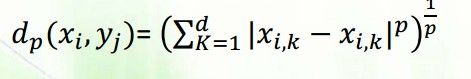 d_p(x_i, y_j)= (∑_{K=1}^{d} |x_{i,k} − x_{i,k}|^p)^{1/p}